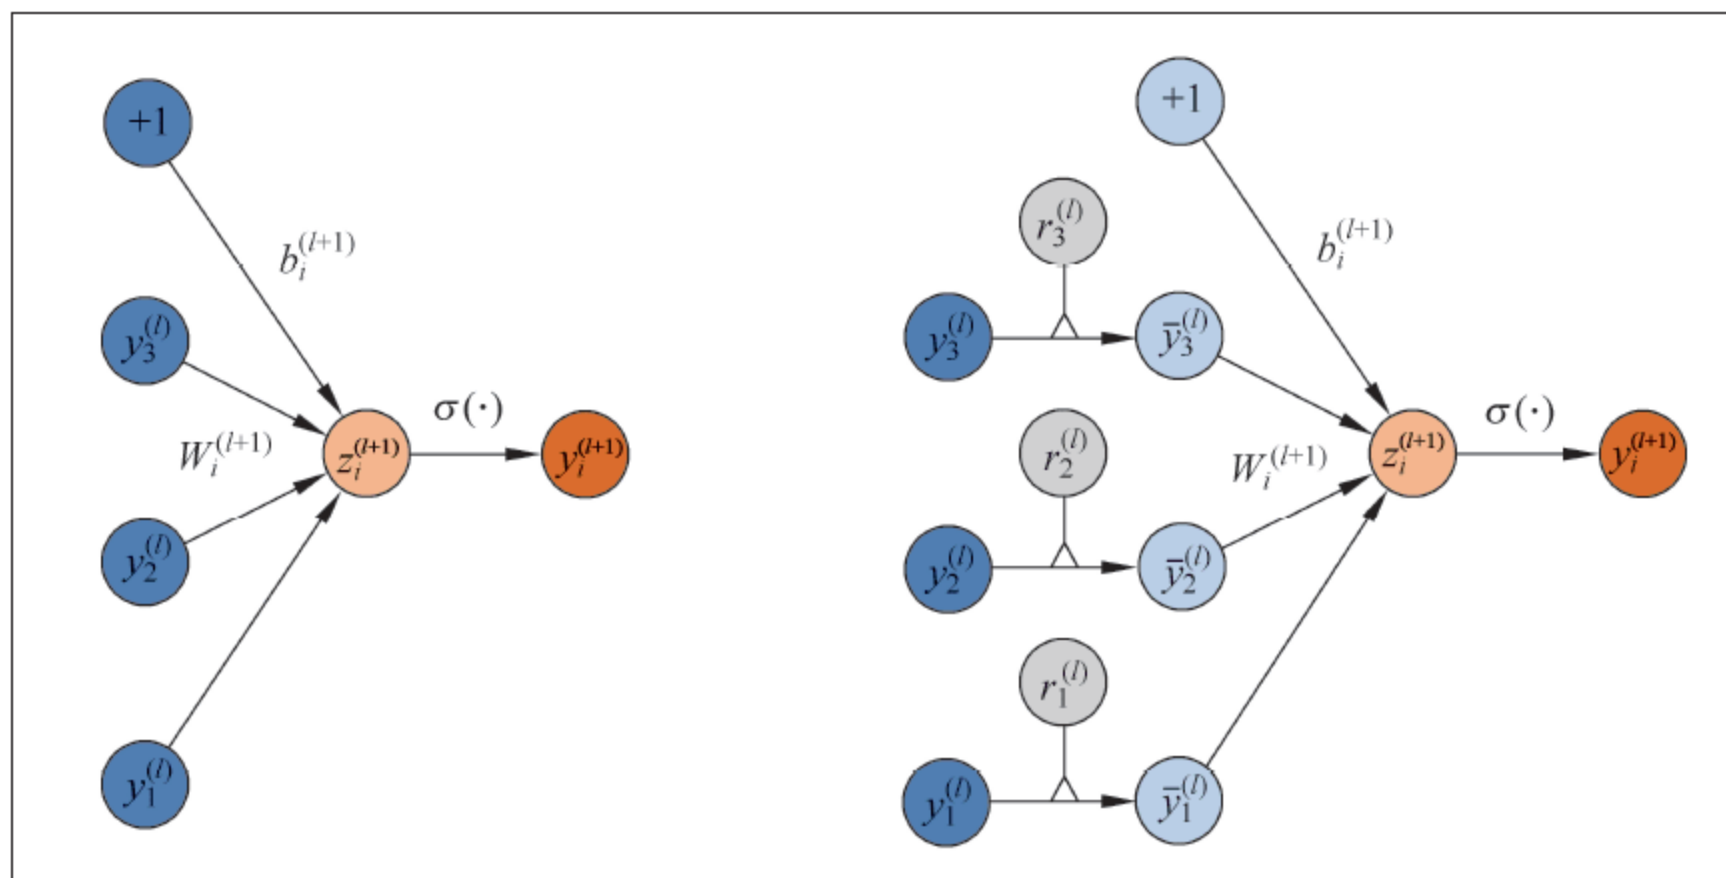 +1
b_i^{(l+1)}
y_3^{(l)}
W_i^{(l+1)}
z_i^{(l+1)}
σ(·)
y_i^{(l+1)}
y_2^{(l)}
y_1^{(l)}
+1
r_3^{(l)}
b_i^{(l+1)}
y_3^{(l)}
ȳ_3^{(l)}
r_2^{(l)}
W_i^{(l+1)}
z_i^{(l+1)}
σ(·)
y_i^{(l+1)}
y_2^{(l)}
ȳ_2^{(l)}
r_1^{(l)}
y_1^{(l)}
ȳ_1^{(l)}